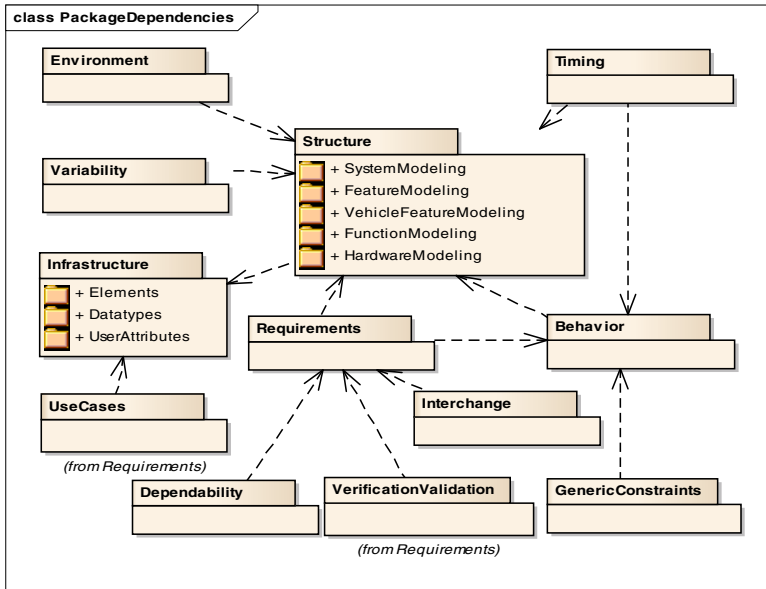 class PackageDependencies
Environment
Timing
Structure
+ SystemModeling
+ FeatureModeling
+ VehicleFeatureModeling
+ FunctionModeling
+ HardwareModeling
Variability
Infrastructure
+ Elements
+ Datatypes
+ UserAttributes
Requirements
Behavior
UseCases
(from Requirements)
Interchange
Dependability
VerificationValidation
(from Requirements)
GenericConstraints